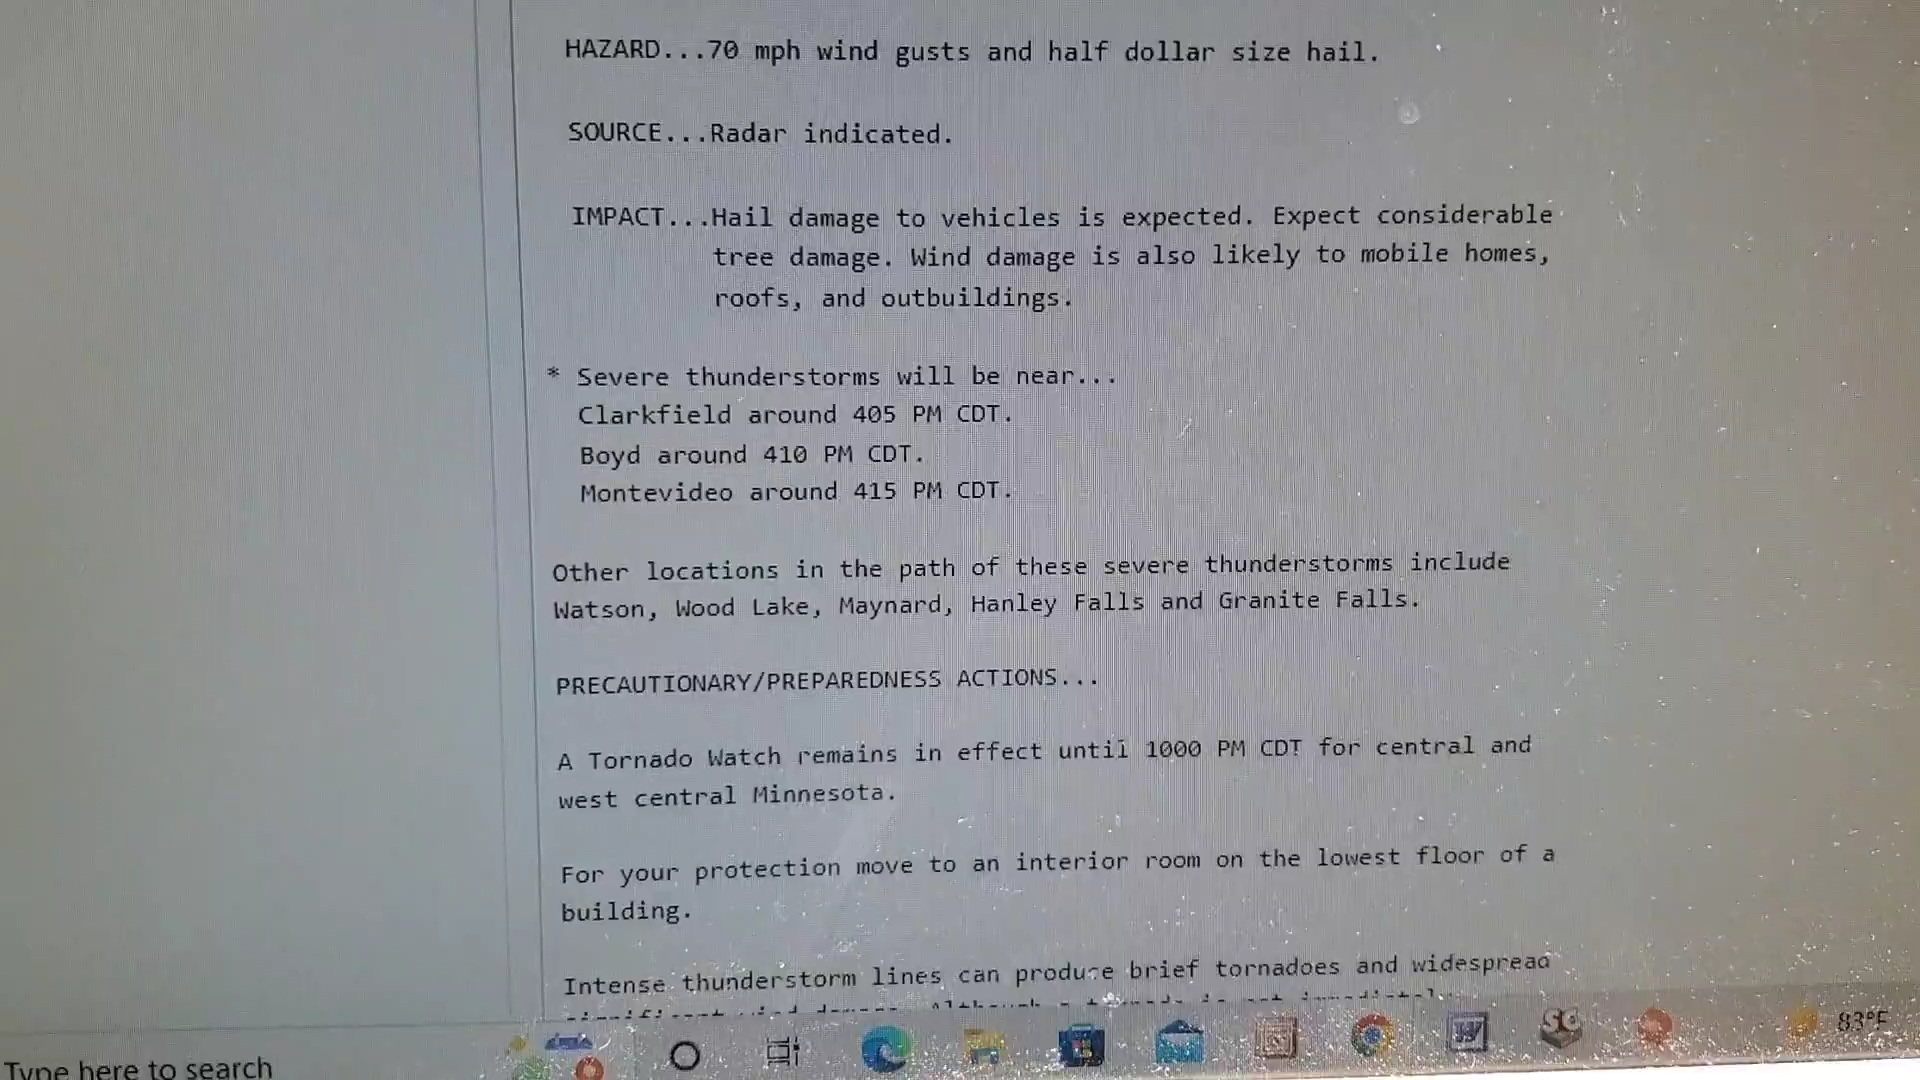 HAZARD...70 mph wind gusts and half dollar size hail.
SOURCE...Radar indicated.
IMPACT...Hail damage to vehicles is expected. Expect considerable
tree damage. Wind damage is also likely to mobile homes,
roofs, and outbuildings.
* Severe thunderstorms will be near...
Clarkfield around 405 PM CDT.
Boyd around 410 PM CDT.
Montevideo around 415 PM CDT.
Other locations in the path of these severe thunderstorms include
Watson, Wood Lake, Maynard, Hanley Falls and Granite Falls.
PRECAUTIONARY/PREPAREDNESS ACTIONS...
A Tornado Watch remains in effect until 1000 PM CDT for central and
west central Minnesota.
For your protection move to an interior room on the lowest floor of a
building.
Intense thunderstorm lines can produce brief tornadoes and widespread
Type here to search
83°F